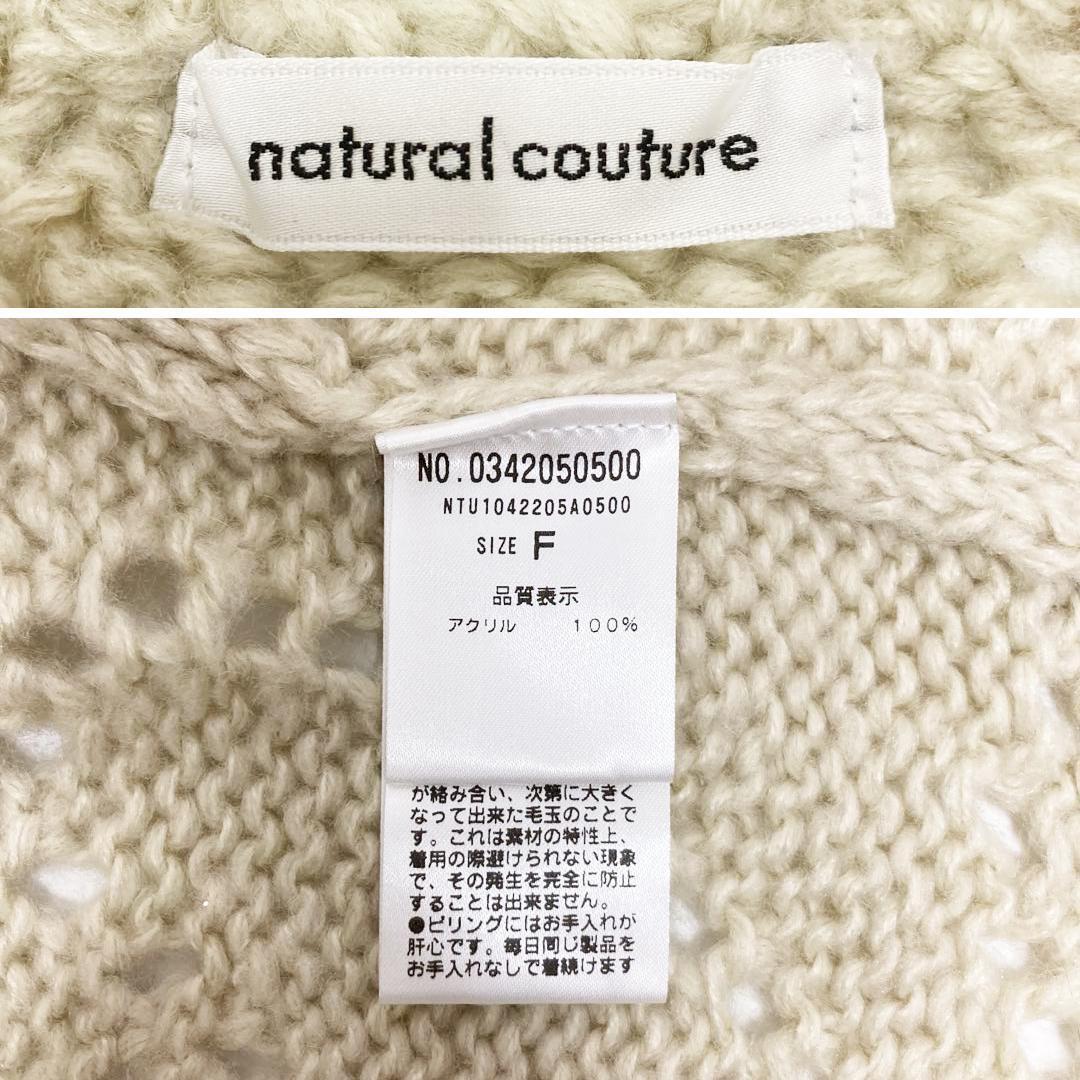 natural couture
NO.0342050500
NTU1042205A0500
SIZE F
品質表示
アクリル 100%
が絡み合い、次第に大きく
なって出来た毛玉のことで
す。これは素材の特性上、
着用の際避けられない現象
で、その発生を完全に防止
することは出来ません。
●ピリングにはお手入れが
肝心です。毎日同じ製品を
お手入れなしで着続けます